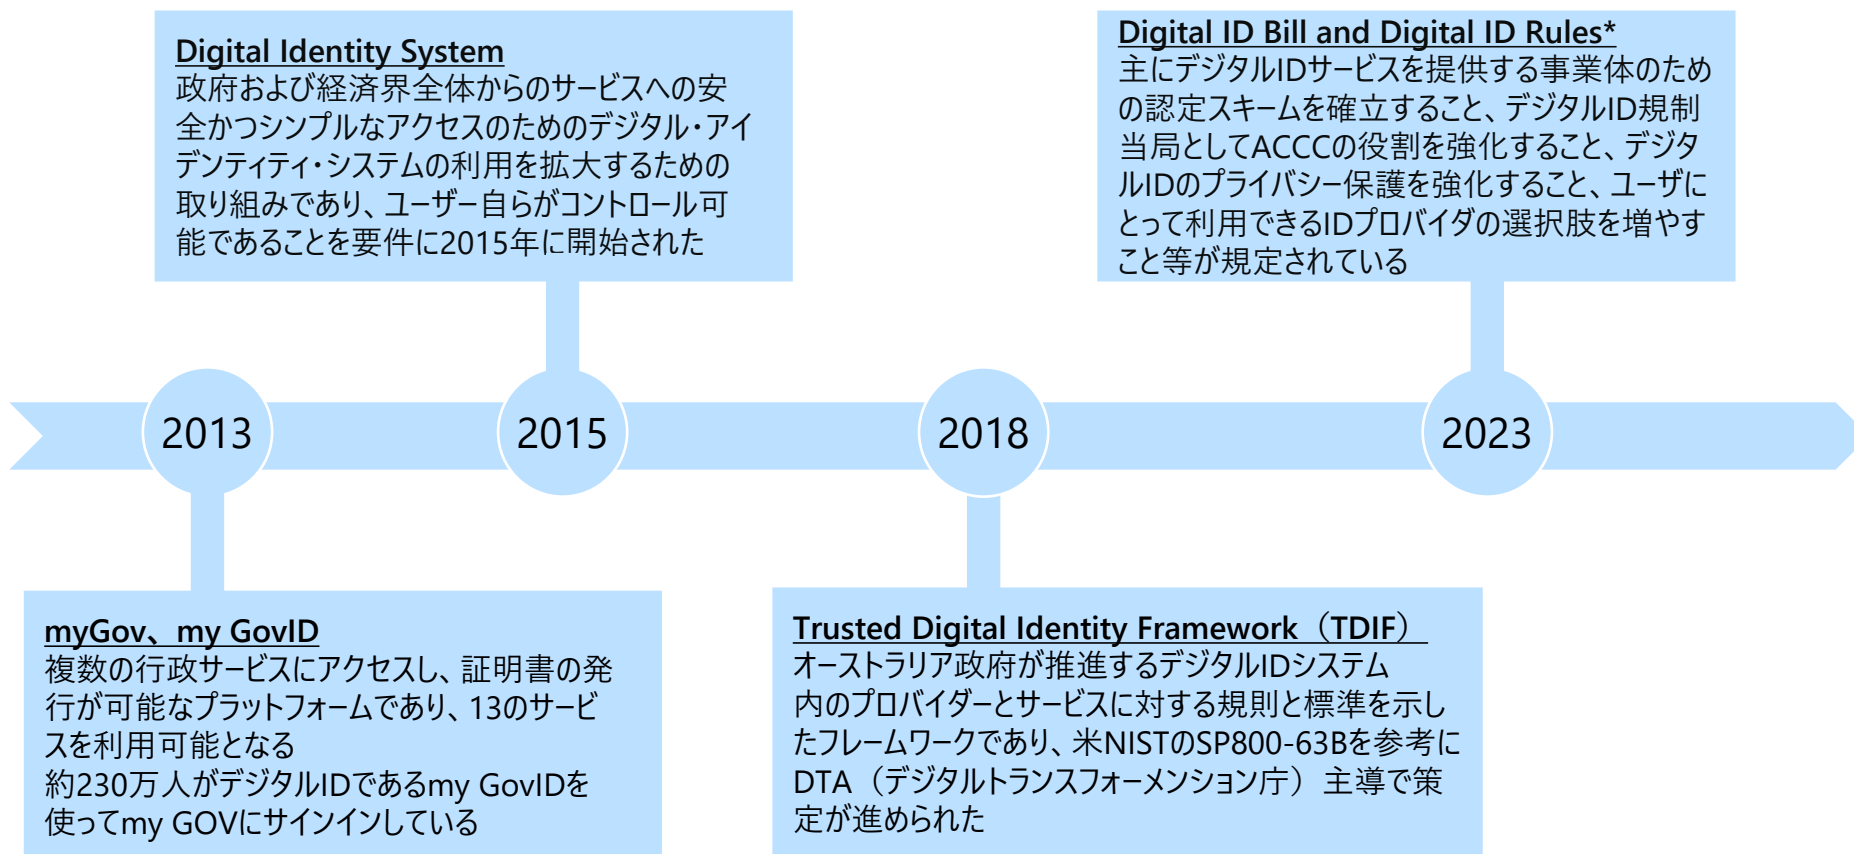 Digital Identity System
政府および経済界全体からのサービスへの安
全かつシンプルなアクセスのためのデジタル・アイ
デンティティ・システムの利用を拡大するための
取り組みであり、ユーザー自らがコントロール可
能であることを要件に2015年に開始された
Digital ID Bill and Digital ID Rules*
主にデジタルIDサービスを提供する事業体のため
の認定スキームを確立すること、デジタルID規制
当局としてACCCの役割を強化すること、デジタ
ルIDのプライバシー保護を強化すること、ユーザに
とって利用できるIDプロバイダの選択肢を増やす
こと等が規定されている
2013
2015
2018
2023
myGov、my GovID
複数の行政サービスにアクセスし、証明書の発
行が可能なプラットフォームであり、13のサービ
スを利用可能となる
約230万人がデジタルIDであるmy GovIDを
使ってmy GOVにサインインしている
Trusted Digital Identity Framework（TDIF）
オーストラリア政府が推進するデジタルIDシステム
内のプロバイダーとサービスに対する規則と標準を示し
たフレームワークであり、米NISTのSP800-63Bを参考に
DTA（デジタルトランスフォーメンション庁）主導で策
定が進められた